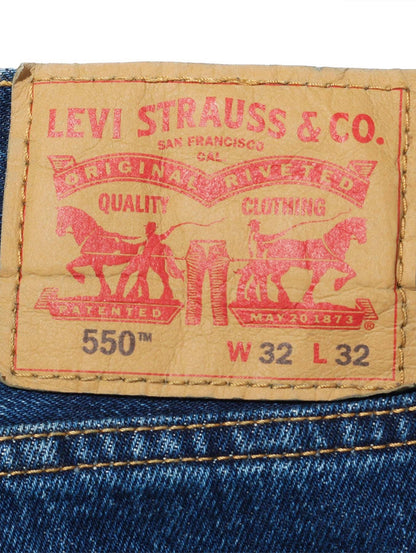 LEVI STRAUSS & CO.
SAN FRANCISCO
CAL
ORIGINAL RIVETED
QUALITY CLOTHING
PATENTED MAY 20 1873 ®
550™ W 32 L 32